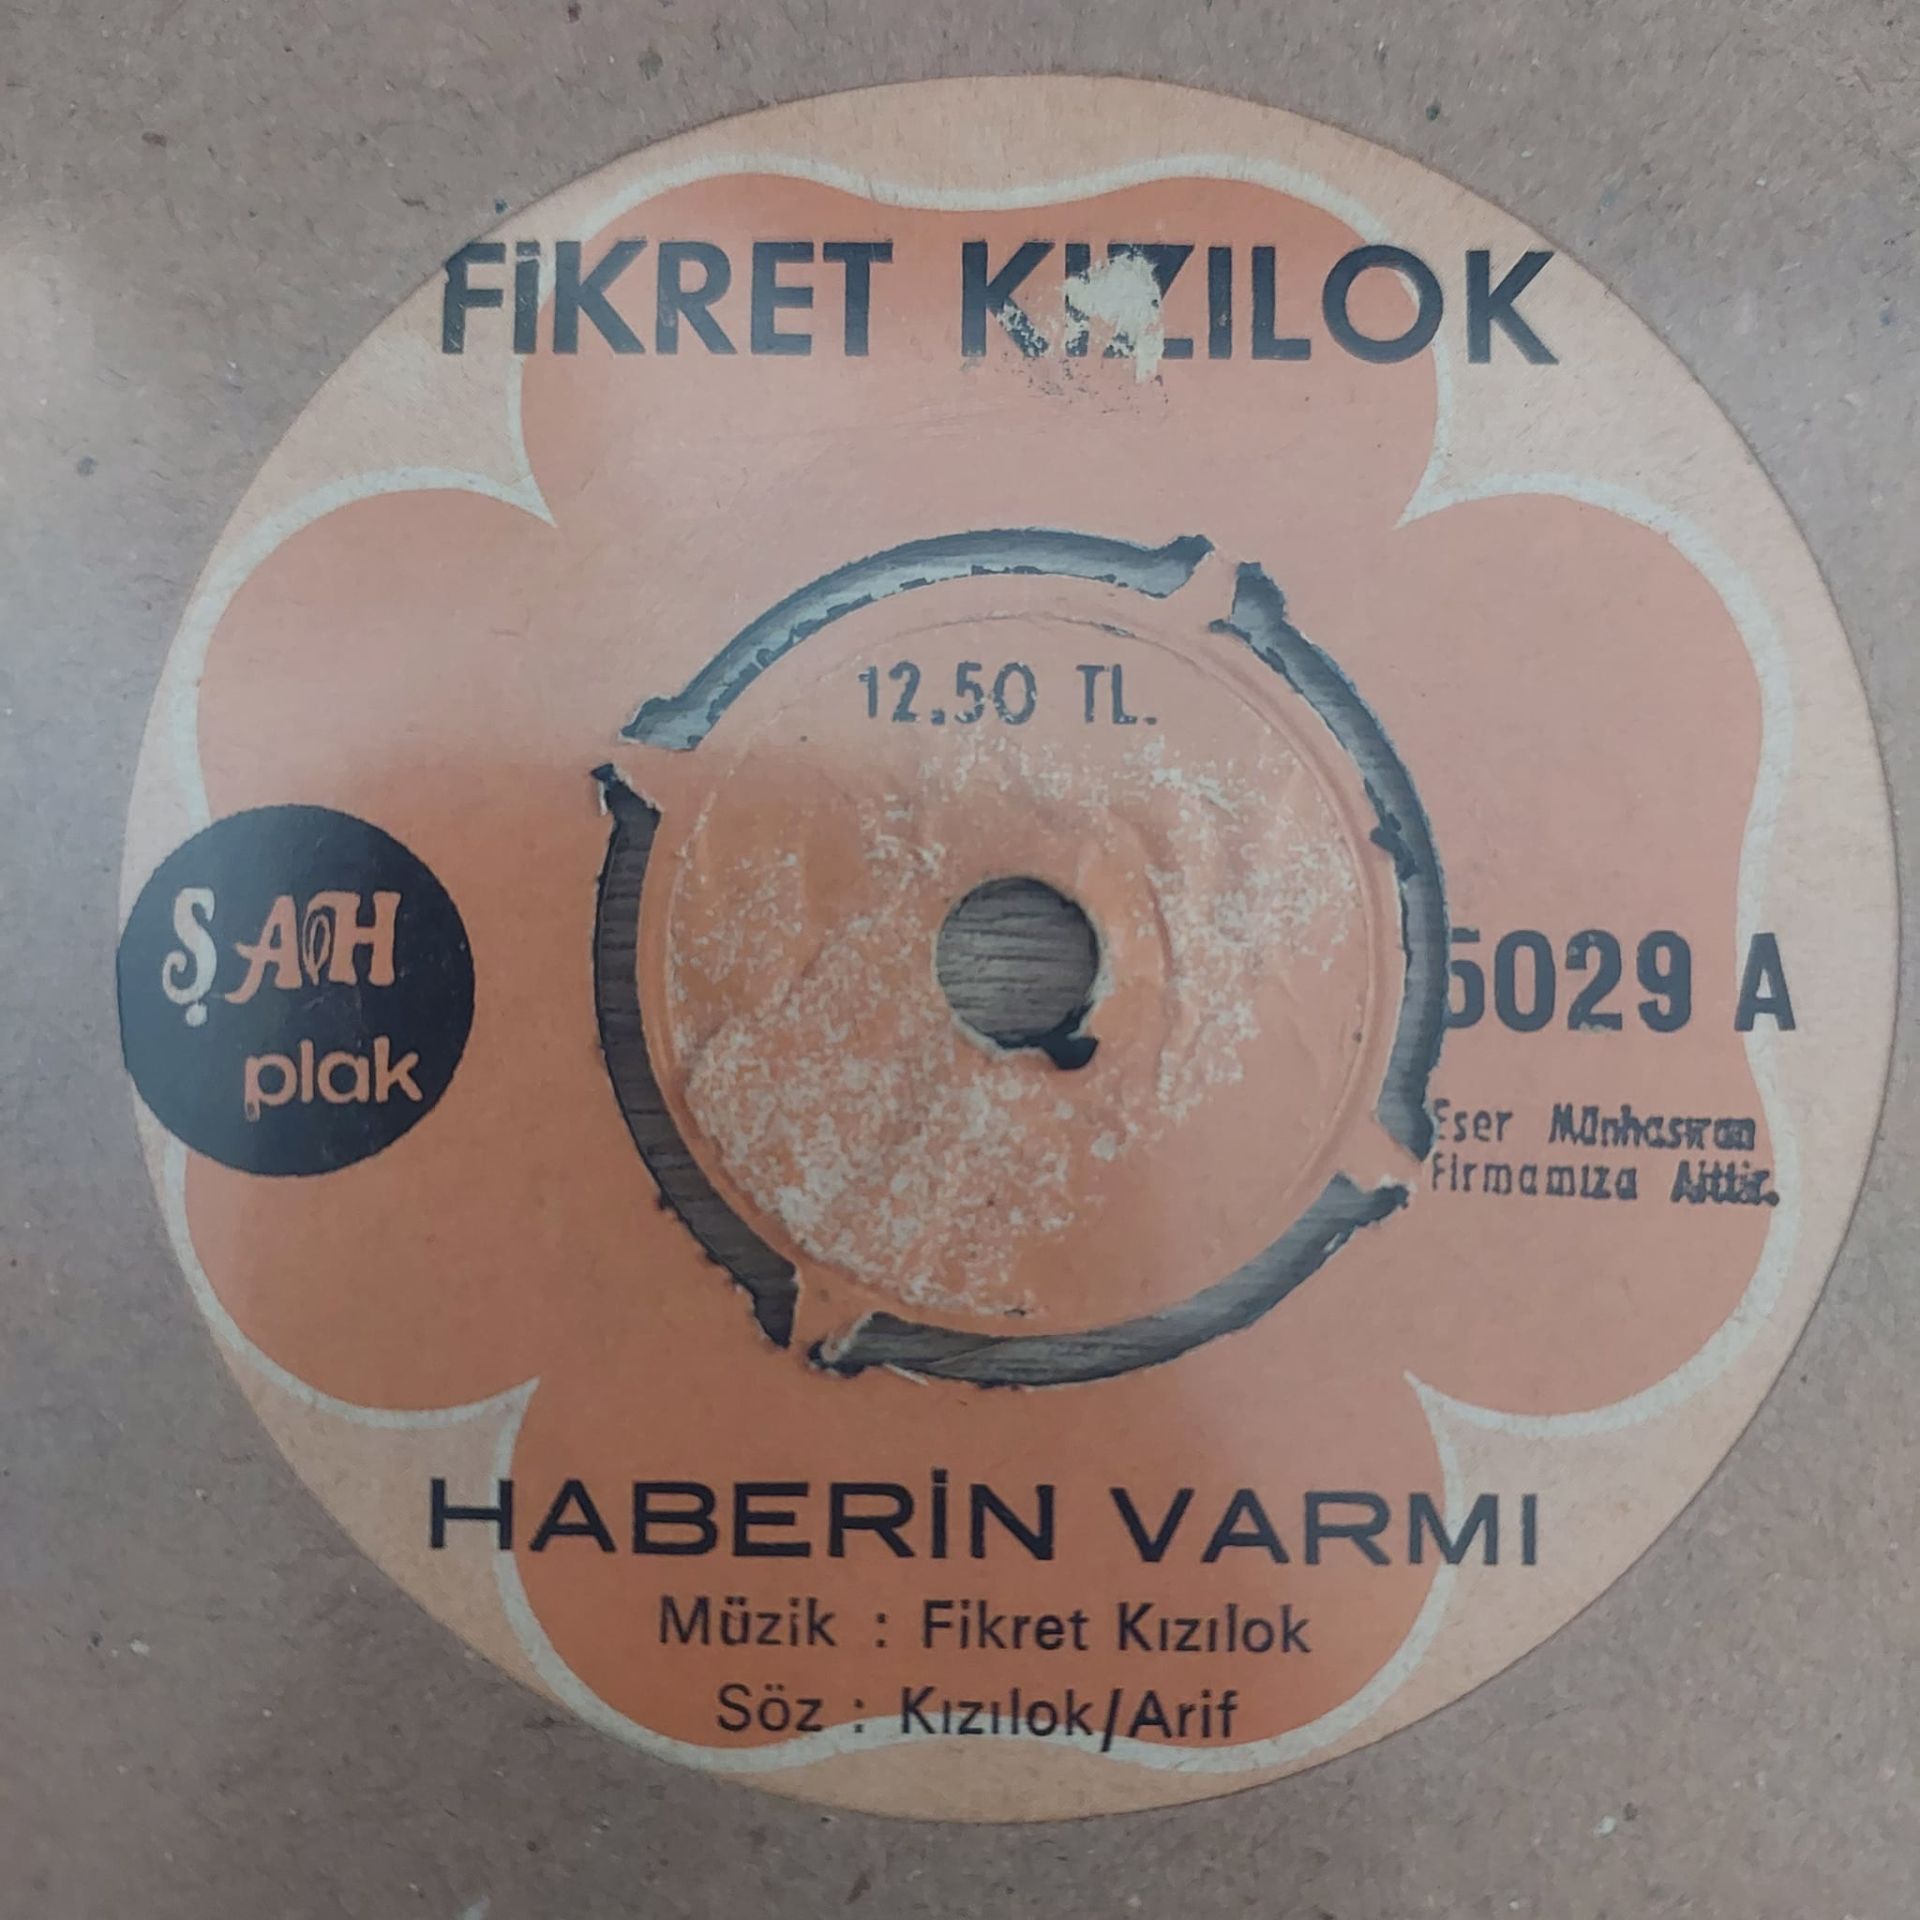 FİKRET KIZILOK
12.50 TL.
ŞAH
plak
5029 A
Eser Münhasıran
Firmamıza Aittir.
HABERİN VARMI
Müzik : Fikret Kızılok
Söz : Kızılok/Arif